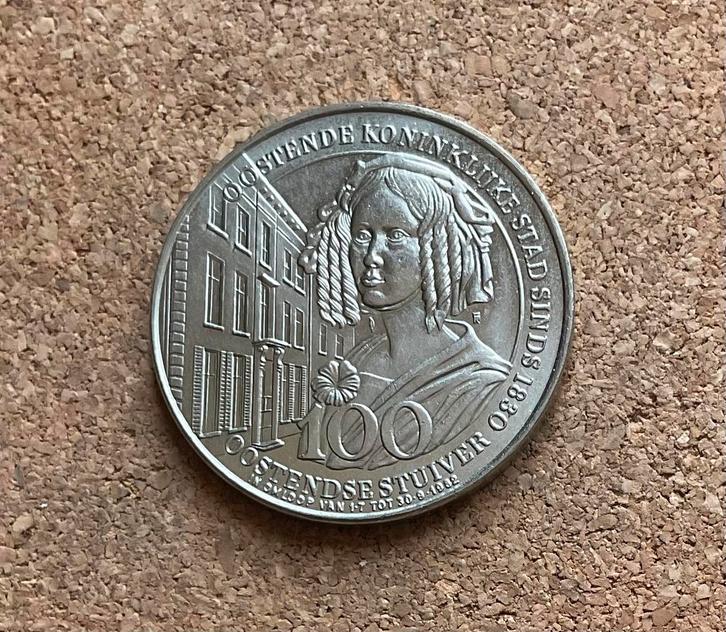 OOSTENDE KONINKLIJKE STAD SINDS 1830
100
OOSTENDSE STUIVER
IN OMLOOP VAN 1-7 TOT 30-9-1982